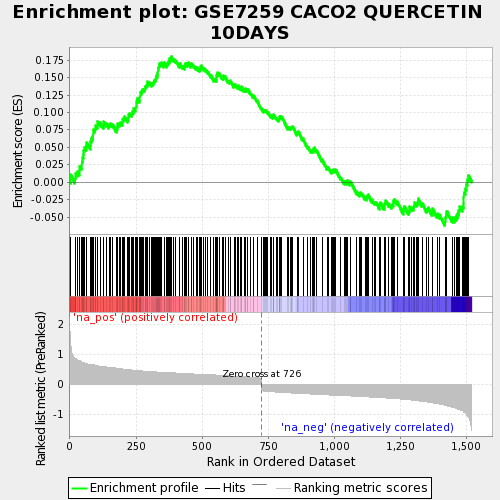 Enrichment plot: GSE7259 CACO2 QUERCETIN
10DAYS
Enrichment score (ES)
0.175
0.150
0.125
0.100
0.075
0.050
0.025
0.000
-0.025
-0.050
'na_pos' (positively correlated)
Ranked list metric (PreRanked)
2
1
0
-1
Zero cross at 726
'na_neg' (negatively correlated)
0
250
500
750
1,000
1,250
1,500
Rank in Ordered Dataset
Enrichment profile
Hits
Ranking metric scores